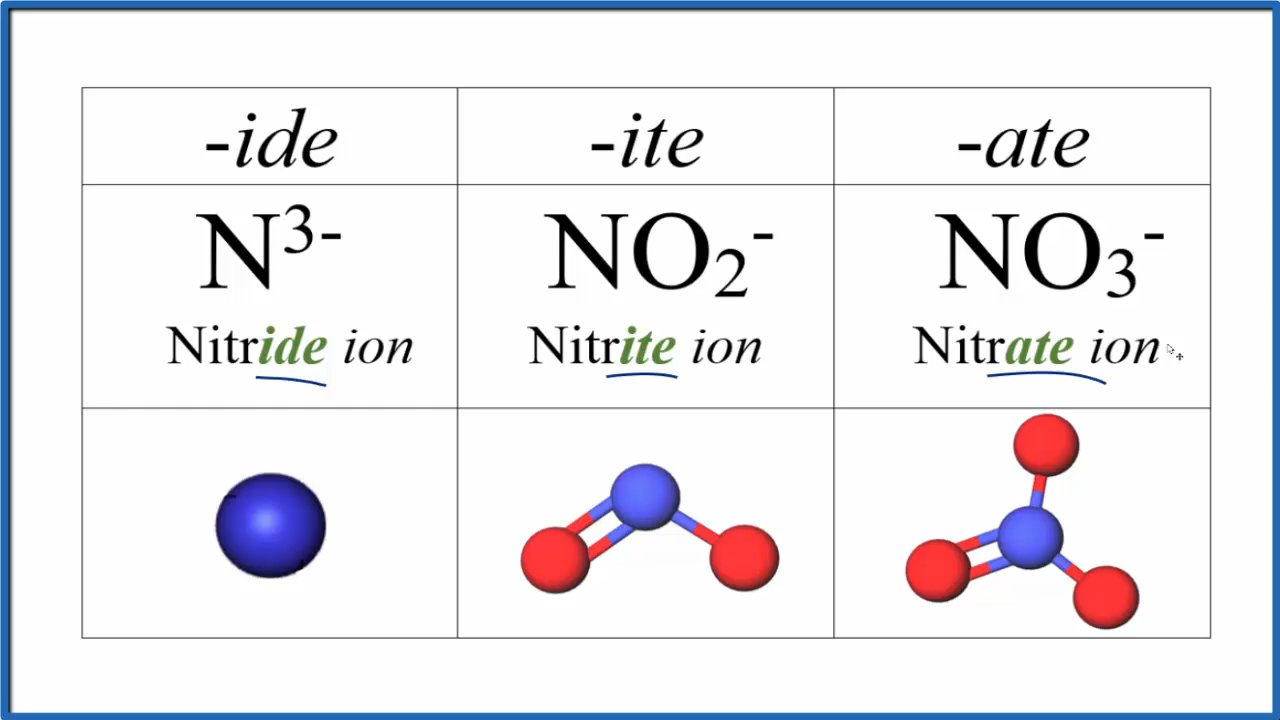 -ide
-ite
-ate
N³⁻
NO₂⁻
NO₃⁻
Nitride ion
Nitrite ion
Nitrate ion